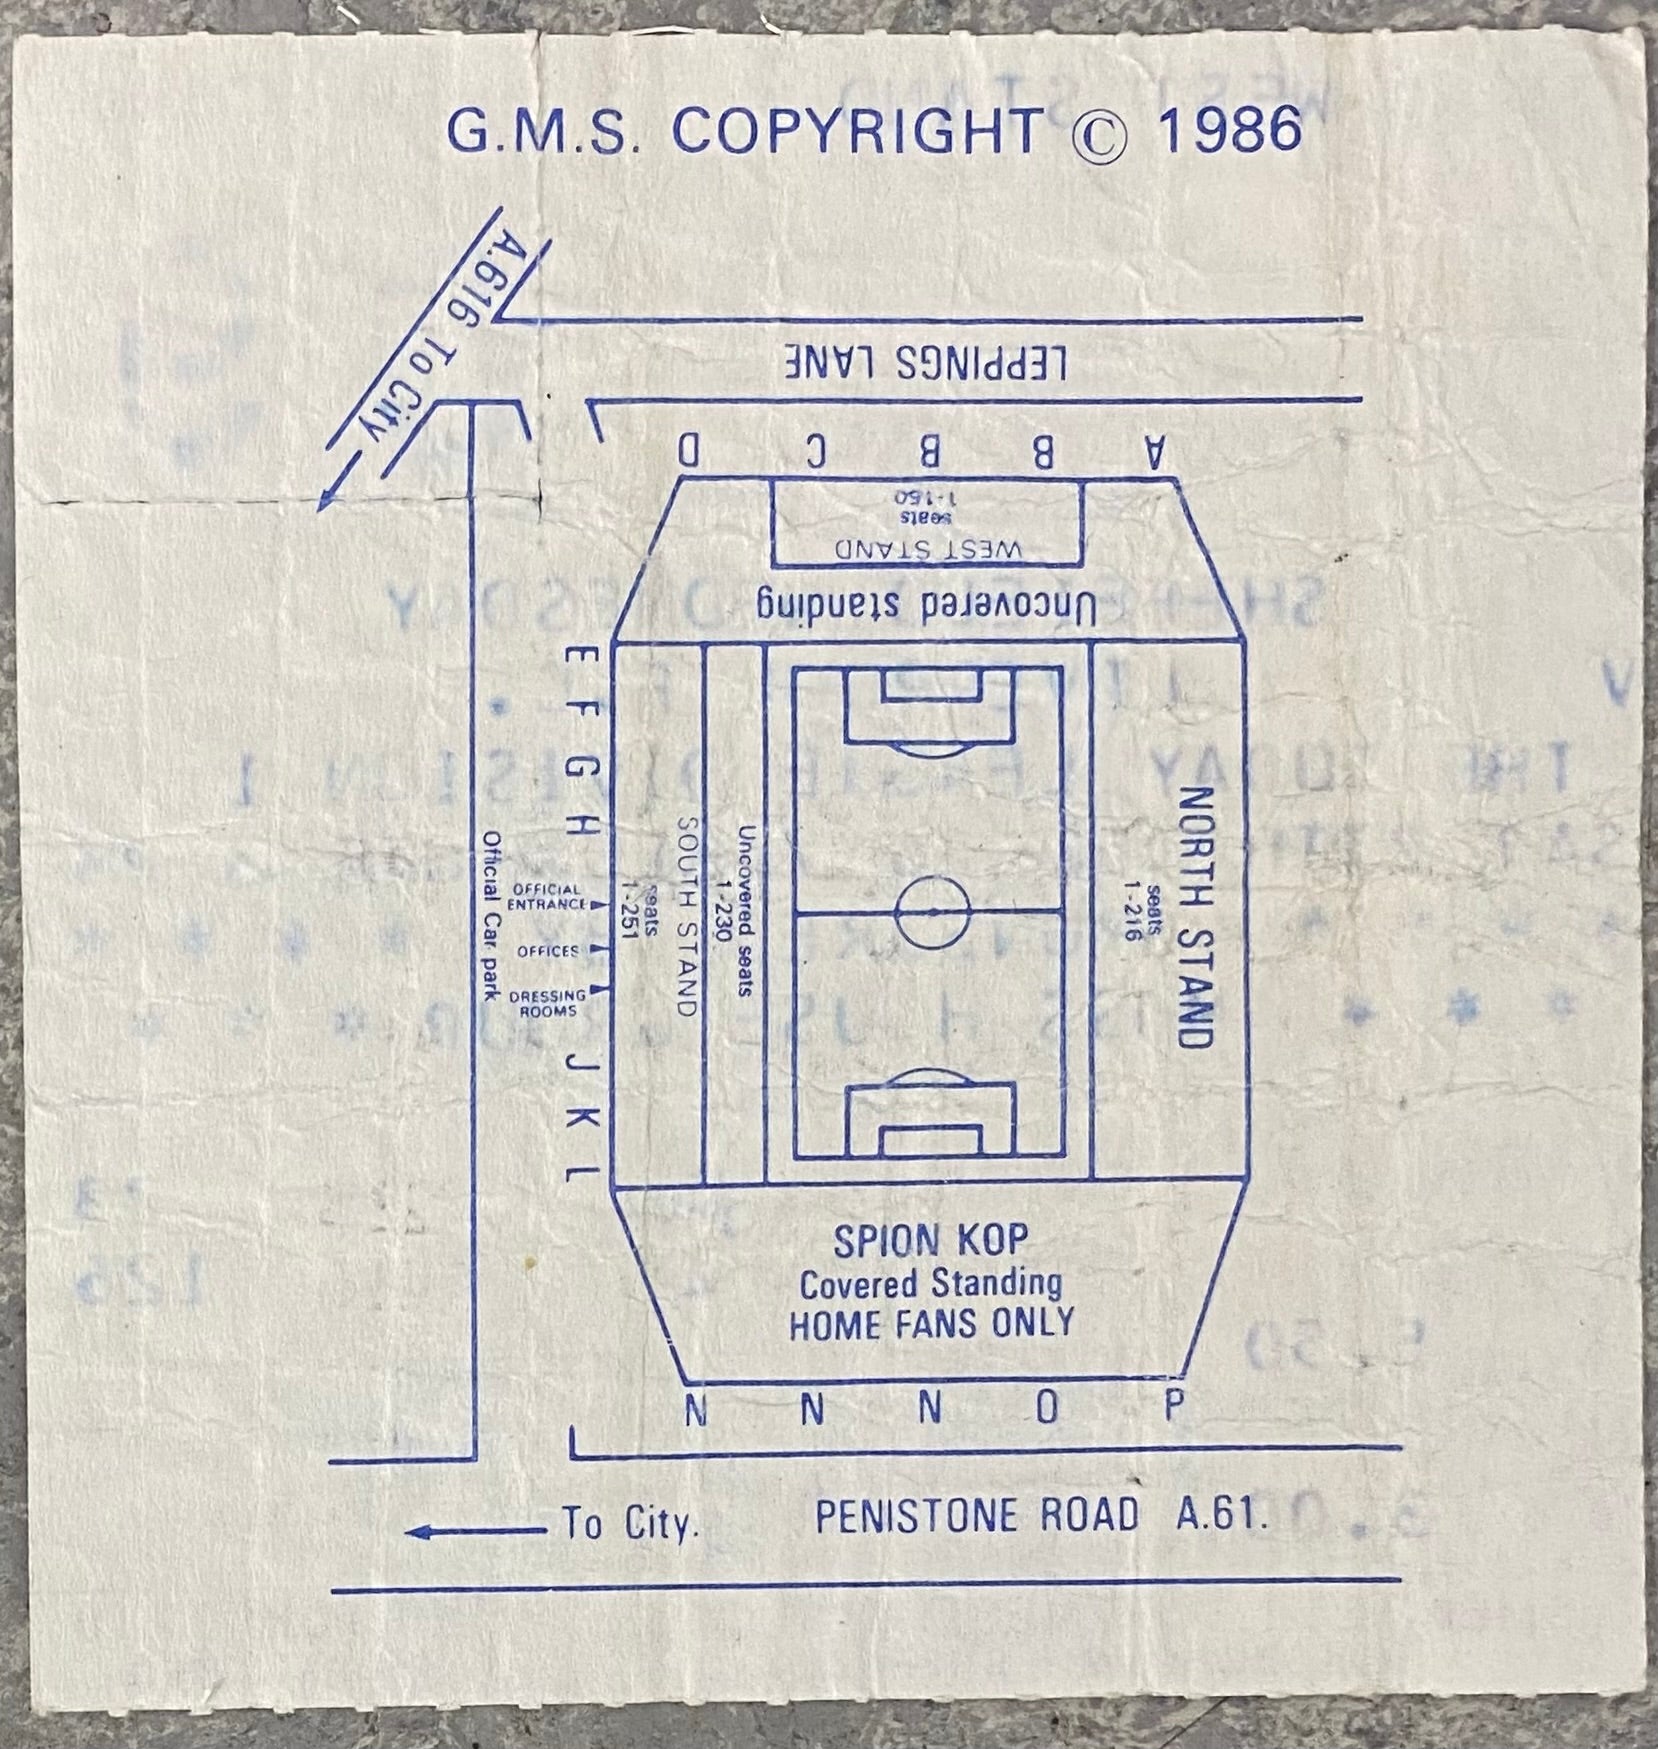 G.M.S. COPYRIGHT © 1986
A.616 To City
LEPPINGS LANE
D C B B A
seats
1-150
WEST STAND
Uncovered standing
E
F
G
H
J
K
L
Official Car park
OFFICIAL
ENTRANCE
OFFICES
DRESSING
ROOMS
seats
1-251
SOUTH STAND
Uncovered seats
1-230
NORTH STAND
seats
1-216
SPION KOP
Covered Standing
HOME FANS ONLY
N N N O P
To City. PENISTONE ROAD A.61.